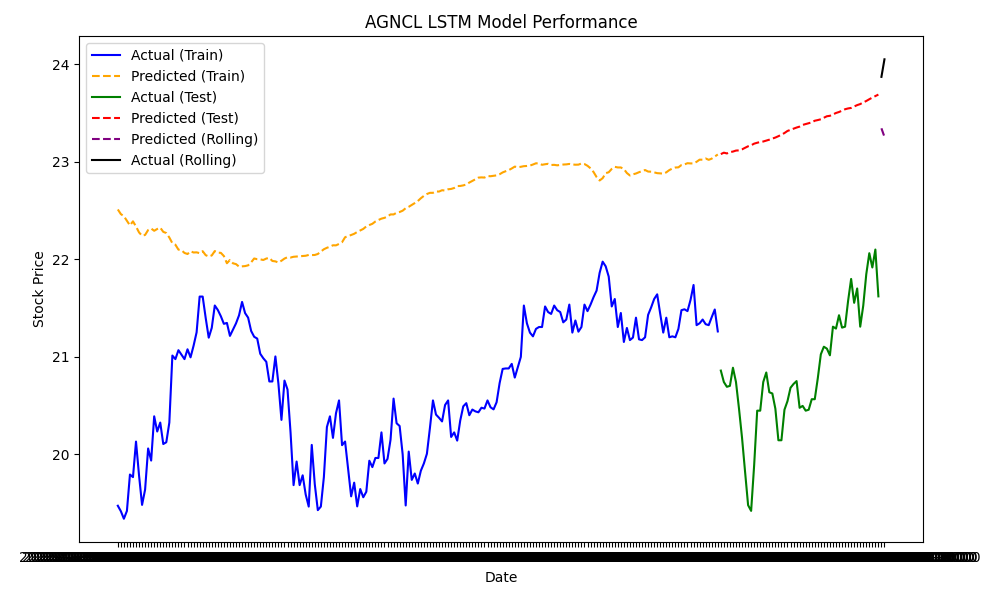 AGNCL LSTM Model Performance
Actual (Train)
Predicted (Train)
Actual (Test)
Predicted (Test)
Predicted (Rolling)
Actual (Rolling)
24
23
22
21
20
Stock Price
Date